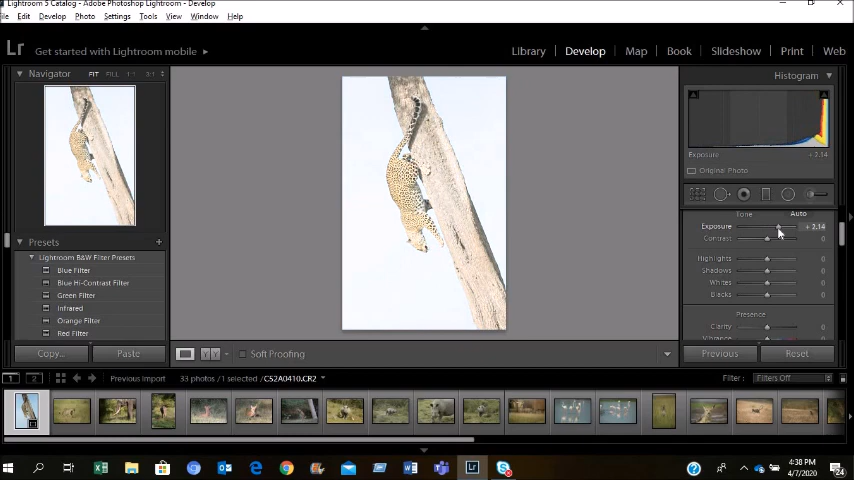 Lightroom 5 Catalog - Adobe Photoshop Lightroom - Develop
ile Edit Develop Photo Settings Tools View Window Help
Lr Get started with Lightroom mobile
Library Develop Map Book Slideshow Print Web
Navigator FIT FILL 1:1 3:1
Histogram
Exposure + 2.14
Original Photo
Tone Auto
Exposure + 2.14
Contrast 0
Highlights 0
Shadows 0
Whites 0
Blacks 0
Presence
Clarity 0
Vibrance
Presets
Lightroom B&W Filter Presets
Blue Filter
Blue Hi-Contrast Filter
Green Filter
Infrared
Orange Filter
Red Filter
Copy... Paste
Y Y
Soft Proofing
Previous Reset
1 2 Previous Import 33 photos / 1 selected / C52A0410.CR2 Filter : Filters Off
Lr
4:38 PM
4/7/2020
24